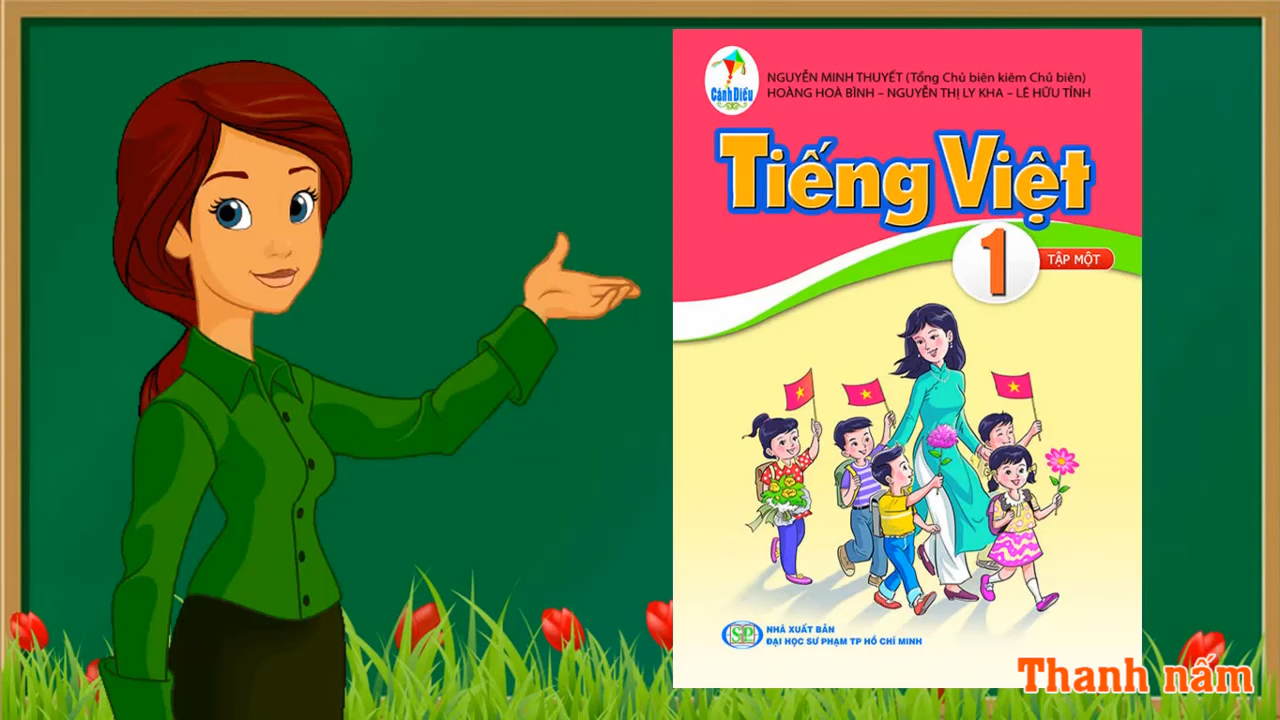 Cánh Diều
NGUYỄN MINH THUYẾT (Tổng Chủ biên kiêm Chủ biên)
HOÀNG HOÀ BÌNH – NGUYỄN THỊ LY KHA – LÊ HỮU TỈNH
Tiếng Việt
1
TẬP MỘT
NHÀ XUẤT BẢN
ĐẠI HỌC SƯ PHẠM TP HỒ CHÍ MINH
Thanh nấm